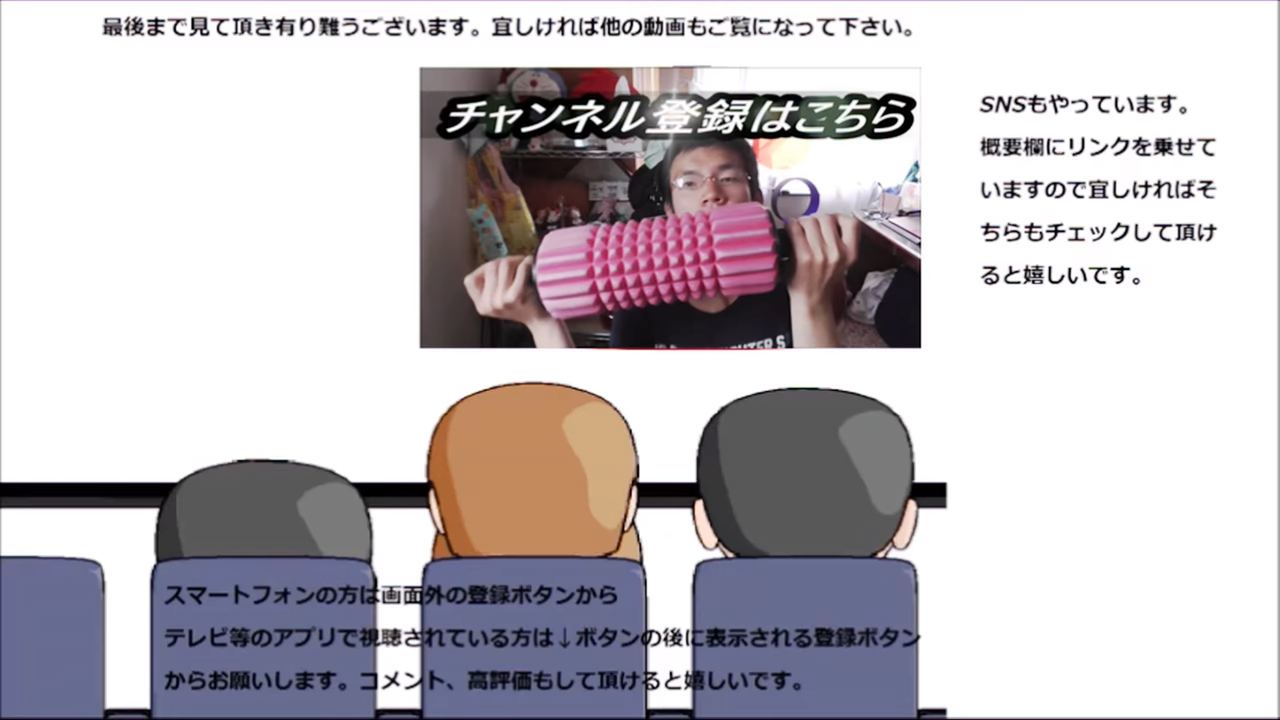 最後まで見て頂き有り難うございます。宜しければ他の動画もご覧になって下さい。
チャンネル登録はこちら
SNSもやっています。
概要欄にリンクを乗せて
いますので宜しければそ
ちらもチェックして頂け
ると嬉しいです。
スマートフォンの方は画面外の登録ボタンから
テレビ等のアプリで視聴されている方は↓ボタンの後に表示される登録ボタン
からお願いします。コメント、高評価もして頂けると嬉しいです。